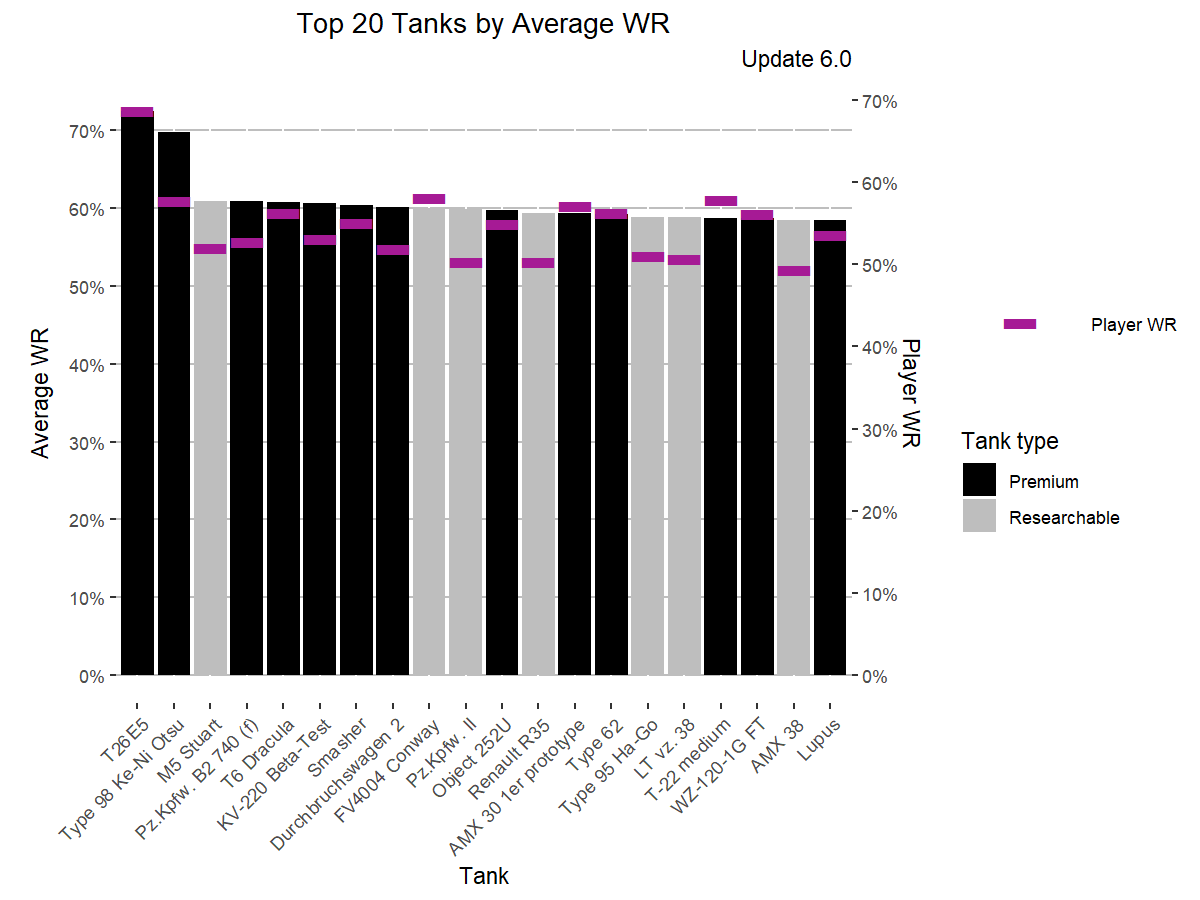 Top 20 Tanks by Average WR
Update 6.0
Average WR
70%
60%
50%
40%
30%
20%
10%
0%
70%
60%
50%
40%
30%
20%
10%
0%
Player WR
T26E5
Type 98 Ke-Ni Otsu
M5 Stuart
Pz.Kpfw. B2 740 (f)
T6 Dracula
KV-220 Beta-Test
Smasher
Durchbruchswagen 2
FV4004 Conway
Pz.Kpfw. II
Object 252U
Renault R35
AMX 30 1er prototype
Type 62
Type 95 Ha-Go
LT vz. 38
T-22 medium
WZ-120-1G FT
AMX 38
Lupus
Tank
Player WR
Tank type
Premium
Researchable